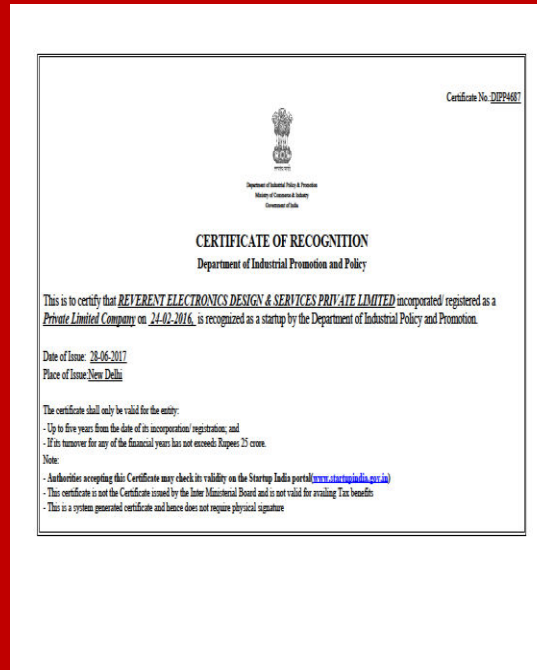 Certificate No.:DIPP4687
सत्यमेव जयते
Department of Industrial Policy & Promotion
Ministry of Commerce & Industry
Government of India
CERTIFICATE OF RECOGNITION
Department of Industrial Promotion and Policy
This is to certify that REVERENT ELECTRONICS DESIGN & SERVICES PRIVATE LIMITED incorporated/ registered as a
Private Limited Company on 24-02-2016, is recognized as a startup by the Department of Industrial Policy and Promotion.
Date of Issue: 28-06-2017
Place of Issue:New Delhi
The certificate shall only be valid for the entity:
- Up to five years from the date of its incorporation/ registration; and
- If its turnover for any of the financial years has not exceeds Rupees 25 crore.
Note:
- Authorities accepting this Certificate may check its validity on the Startup India portal(www.startupindia.gov.in)
- This certificate is not the Certificate issued by the Inter Ministerial Board and is not valid for availing Tax benefits
- This is a system generated certificate and hence does not require physical signature